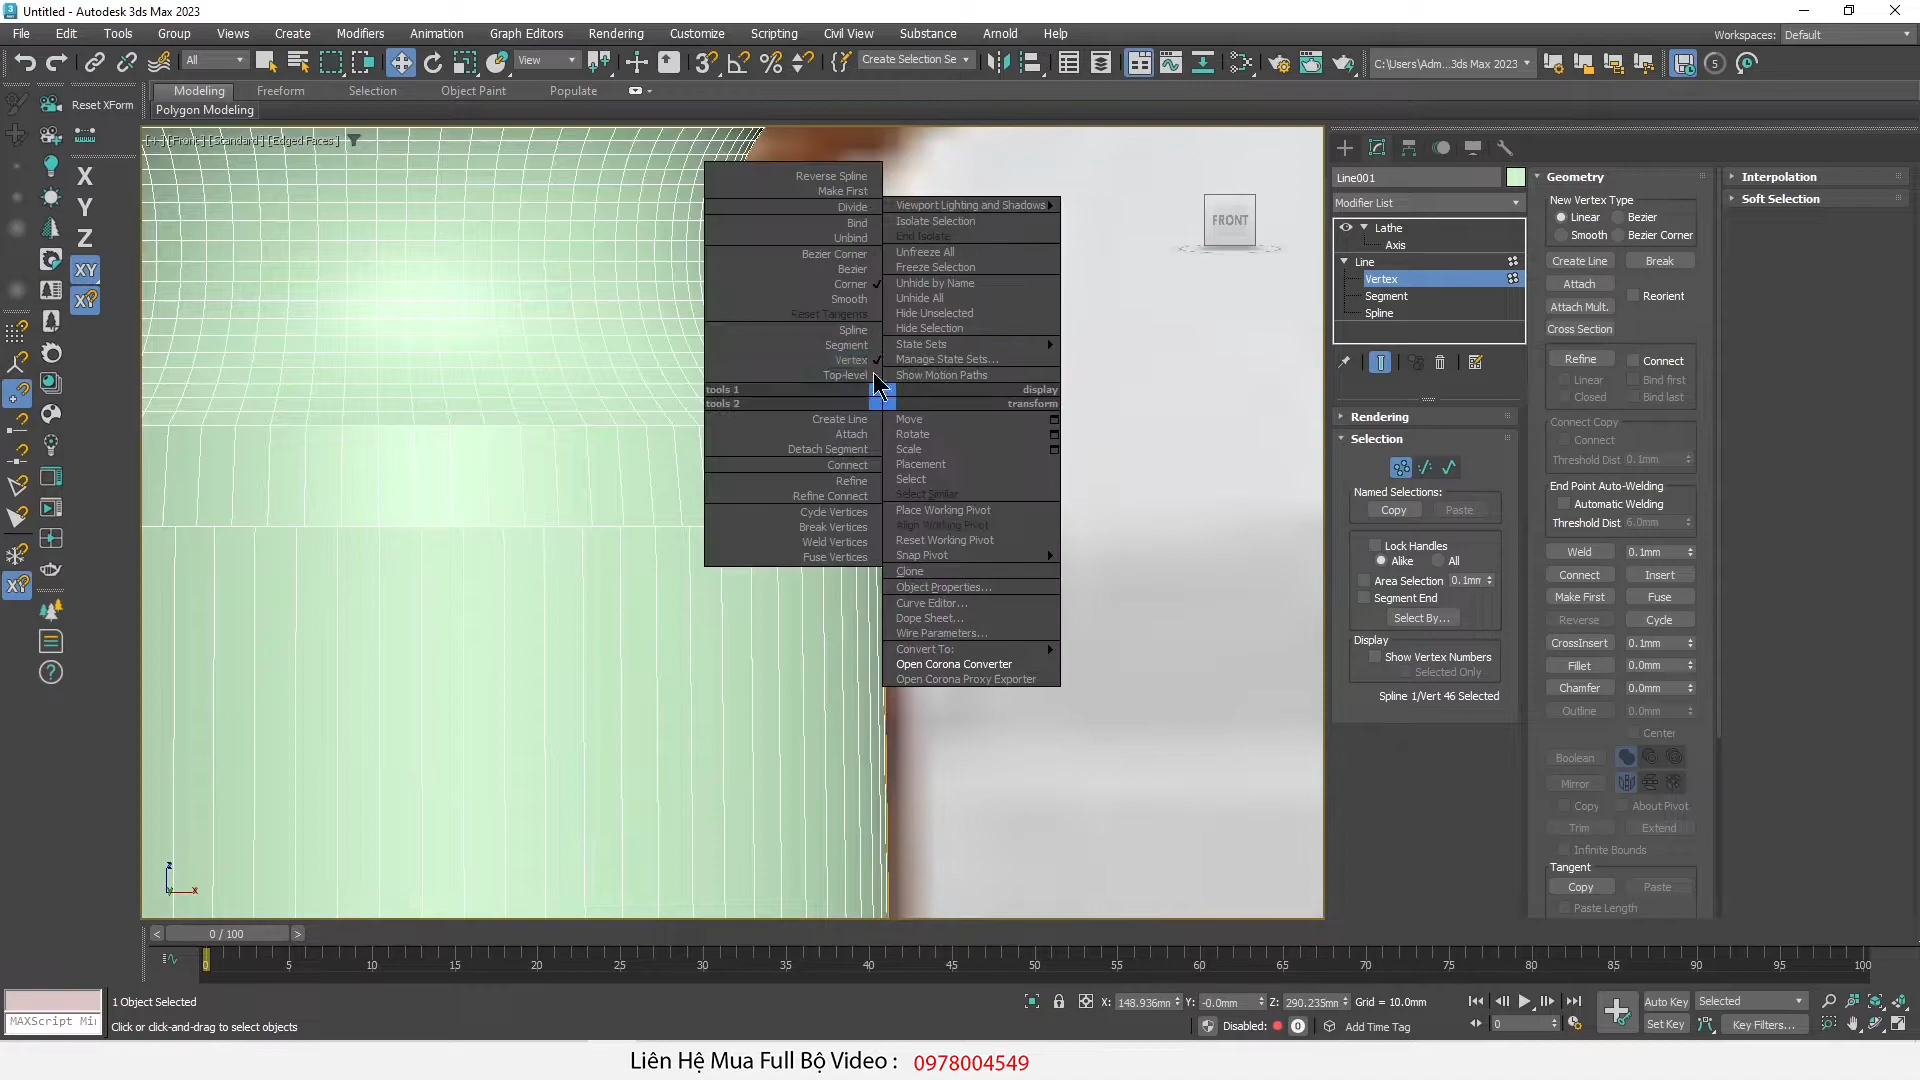 Untitled - Autodesk 3ds Max 2023
File Edit Tools Group Views Create Modifiers Animation Graph Editors Rendering Customize Scripting Civil View Substance Arnold Help
Workspaces: Default
All
View
Create Selection Se
C:\Users\Adm...3ds Max 2023
5
Modeling Freeform Selection Object Paint Populate
Polygon Modeling
Reset XForm
X
Y
Z
XY
[+] [Front] [Standard] [Edged Faces]
FRONT
Reverse Spline
Make First
Divide
Bind
Unbind
Bezier Corner
Bezier
Corner
Smooth
Reset Tangents
Spline
Segment
Vertex
Top-level
tools 1
tools 2
Create Line
Attach
Detach Segment
Connect
Refine
Refine Connect
Cycle Vertices
Break Vertices
Weld Vertices
Fuse Vertices
Viewport Lighting and Shadows
Isolate Selection
End Isolate
Unfreeze All
Freeze Selection
Unhide by Name
Unhide All
Hide Unselected
Hide Selection
State Sets
Manage State Sets...
Show Motion Paths
display
transform
Move
Rotate
Scale
Placement
Select
Select Similar
Place Working Pivot
Align Working Pivot
Reset Working Pivot
Snap Pivot
Clone
Object Properties...
Curve Editor...
Dope Sheet...
Wire Parameters...
Convert To:
Open Corona Converter
Open Corona Proxy Exporter
Line001
Modifier List
Lathe
Axis
Line
Vertex
Segment
Spline
Rendering
Selection
Named Selections:
Copy Paste
Lock Handles
Alike All
Area Selection 0.1mm
Segment End
Select By...
Display
Show Vertex Numbers
Selected Only
Spline 1/Vert 46 Selected
Geometry
New Vertex Type
Linear Bezier
Smooth Bezier Corner
Create Line Break
Attach
Reorient
Attach Mult.
Cross Section
Refine Connect
Linear Bind first
Closed Bind last
Connect Copy
Connect
Threshold Dist 0.1mm
End Point Auto-Welding
Automatic Welding
Threshold Dist 6.0mm
Weld 0.1mm
Connect Insert
Make First Fuse
Reverse Cycle
CrossInsert 0.1mm
Fillet 0.0mm
Chamfer 0.0mm
Outline 0.0mm
Center
Boolean
Mirror
Copy About Pivot
Trim Extend
Infinite Bounds
Tangent
Copy Paste
Paste Length
Interpolation
Soft Selection
< 0 / 100 >
0 5 10 15 20 25 30 35 40 45 50 55 60 65 70 75 80 85 90 95 100
MAXScript Mi
1 Object Selected
Click or click-and-drag to select objects
X: 148.936mm Y: -0.0mm Z: 290.235mm Grid = 10.0mm
Disabled: 0 Add Time Tag
0
Auto Key Selected
Set Key Key Filters...
Liên Hệ Mua Full Bộ Video : 0978004549